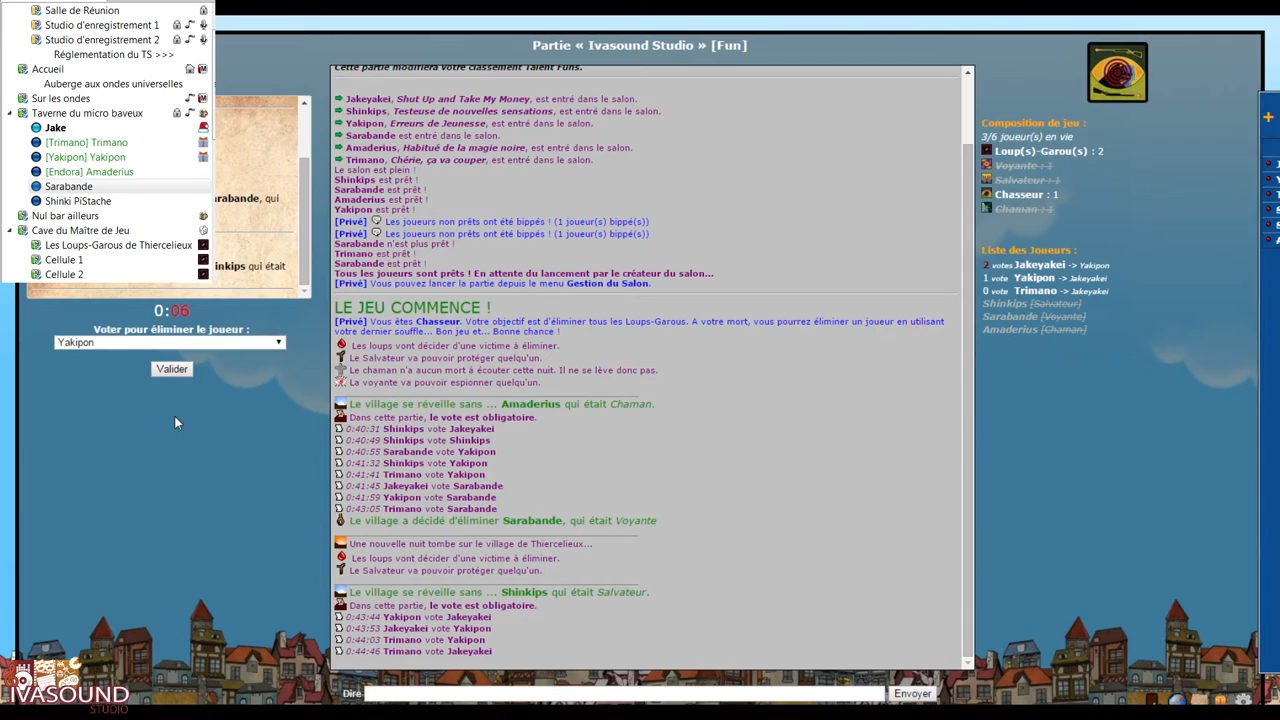 Salle de Réunion
Studio d'enregistrement 1
Studio d'enregistrement 2
Réglementation du TS >>>
Accueil
Auberge aux ondes universelles
Sur les ondes
Taverne du micro baveux
Jake
[Trimano] Trimano
[Yakipon] Yakipon
[Endora] Amaderius
Sarabande
Shinki PiStache
Nul bar ailleurs
Cave du Maître de Jeu
Les Loups-Garous de Thiercelieux
Cellule 1
Cellule 2
arabande, qui
inkips qui était
0:06
Voter pour éliminer le joueur :
Yakipon
Valider
IVASOUND
STUDIO
Partie « Ivasound Studio » [Fun]
Cette partie modifiera votre classement Talent Funs.
Jakeyakei, Shut Up and Take My Money, est entré dans le salon.
Shinkips, Testeuse de nouvelles sensations, est entré dans le salon.
Yakipon, Erreurs de Jeunesse, est entré dans le salon.
Sarabande est entré dans le salon.
Amaderius, Habitué de la magie noire, est entré dans le salon.
Trimano, Chérie, ça va couper, est entré dans le salon.
Le salon est plein !
Shinkips est prêt !
Sarabande est prêt !
Amaderius est prêt !
Yakipon est prêt !
[Privé] Les joueurs non prêts ont été bippés ! (1 joueur(s) bippé(s))
[Privé] Les joueurs non prêts ont été bippés ! (1 joueur(s) bippé(s))
Sarabande n'est plus prêt !
Trimano est prêt !
Sarabande est prêt !
Tous les joueurs sont prêts ! En attente du lancement par le créateur du salon...
[Privé] Vous pouvez lancer la partie depuis le menu Gestion du Salon.
LE JEU COMMENCE !
[Privé] Vous êtes Chasseur. Votre objectif est d'éliminer tous les Loups-Garous. A votre mort, vous pourrez éliminer un joueur en utilisant
votre dernier souffle... Bon jeu et... Bonne chance !
Les loups vont décider d'une victime à éliminer.
Le Salvateur va pouvoir protéger quelqu'un.
Le chaman n'a aucun mort à écouter cette nuit. Il ne se lève donc pas.
La voyante va pouvoir espionner quelqu'un.
Le village se réveille sans ... Amaderius qui était Chaman.
Dans cette partie, le vote est obligatoire.
0:40:31 Shinkips vote Jakeyakei
0:40:49 Shinkips vote Shinkips
0:40:55 Sarabande vote Yakipon
0:41:32 Shinkips vote Yakipon
0:41:41 Trimano vote Yakipon
0:41:45 Jakeyakei vote Sarabande
0:41:59 Yakipon vote Sarabande
0:43:05 Trimano vote Sarabande
Le village a décidé d'éliminer Sarabande, qui était Voyante
Une nouvelle nuit tombe sur le village de Thiercelieux...
Les loups vont décider d'une victime à éliminer.
Le Salvateur va pouvoir protéger quelqu'un.
Le village se réveille sans ... Shinkips qui était Salvateur.
Dans cette partie, le vote est obligatoire.
0:43:44 Yakipon vote Jakeyakei
0:43:53 Jakeyakei vote Yakipon
0:44:03 Trimano vote Yakipon
0:44:46 Trimano vote Jakeyakei
Dire
Envoyer
Composition de jeu :
3/6 joueur(s) en vie
Loup(s)-Garou(s) : 2
Voyante : 1
Salvateur : 1
Chasseur : 1
Chaman : 1
Liste des Joueurs :
2 votes Jakeyakei -> Yakipon
1 vote Yakipon -> Jakeyakei
0 vote Trimano -> Jakeyakei
Shinkips (Salvateur)
Sarabande (Voyante)
Amaderius (Chaman)